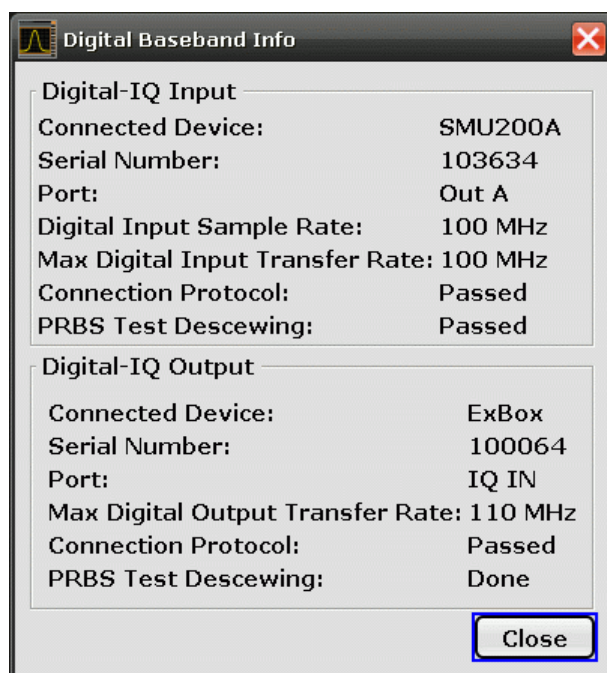 Digital Baseband Info
Digital-IQ Input
Connected Device: SMU200A
Serial Number: 103634
Port: Out A
Digital Input Sample Rate: 100 MHz
Max Digital Input Transfer Rate: 100 MHz
Connection Protocol: Passed
PRBS Test Descewing: Passed
Digital-IQ Output
Connected Device: ExBox
Serial Number: 100064
Port: IQ IN
Max Digital Output Transfer Rate: 110 MHz
Connection Protocol: Passed
PRBS Test Descewing: Done
Close